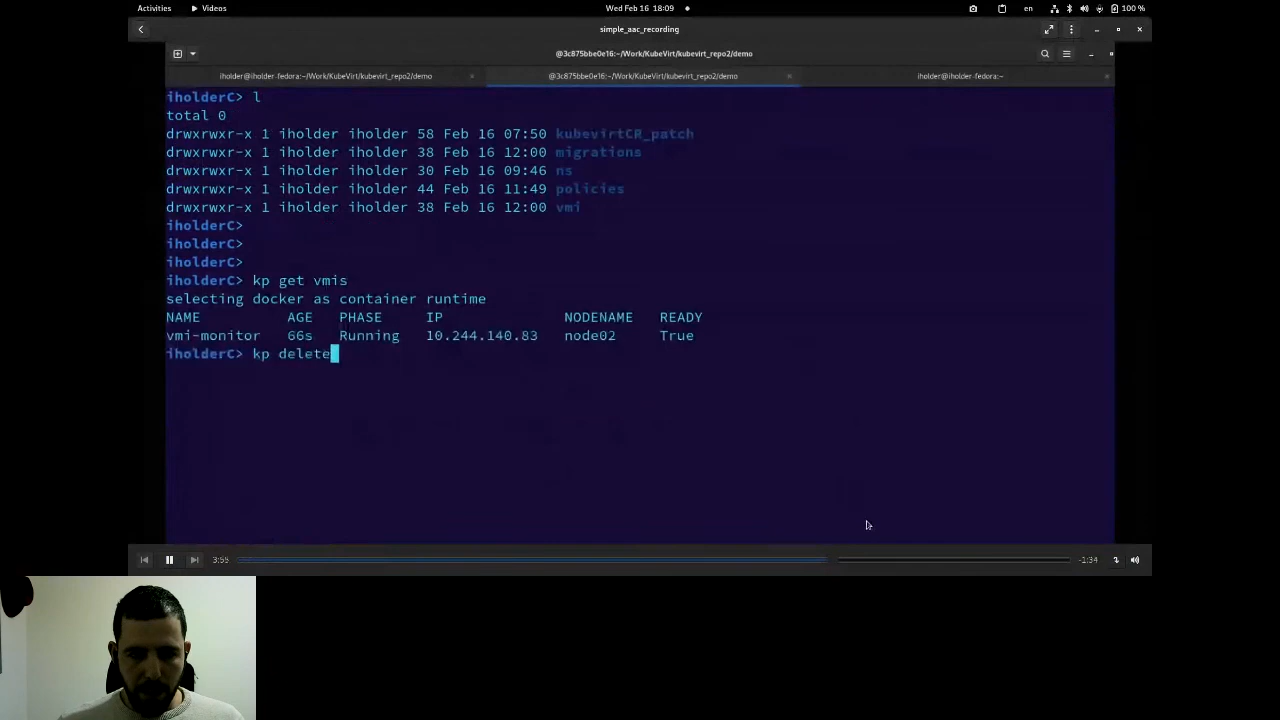 Activities
Videos
Wed Feb 16 18:09
en
100 %
simple_aac_recording
@3c875bbe0e16:~/Work/KubeVirt/kubevirt_repo2/demo
iholder@iholder-fedora:~/Work/KubeVirt/kubevirt_repo2/demo
@3c875bbe0e16:~/Work/KubeVirt/kubevirt_repo2/demo
iholder@iholder-fedora:~
iholderC> l
total 0
drwxrwxr-x 1 iholder iholder 58 Feb 16 07:50 kubevirtCR_patch
drwxrwxr-x 1 iholder iholder 38 Feb 16 12:00 migrations
drwxrwxr-x 1 iholder iholder 30 Feb 16 09:46 ns
drwxrwxr-x 1 iholder iholder 44 Feb 16 11:49 policies
drwxrwxr-x 1 iholder iholder 38 Feb 16 12:00 vmi
iholderC>
iholderC>
iholderC>
iholderC> kp get vmis
selecting docker as container runtime
NAME AGE PHASE IP NODENAME READY
vmi-monitor 66s Running 10.244.140.83 node02 True
iholderC> kp delete
3:55
-1:34